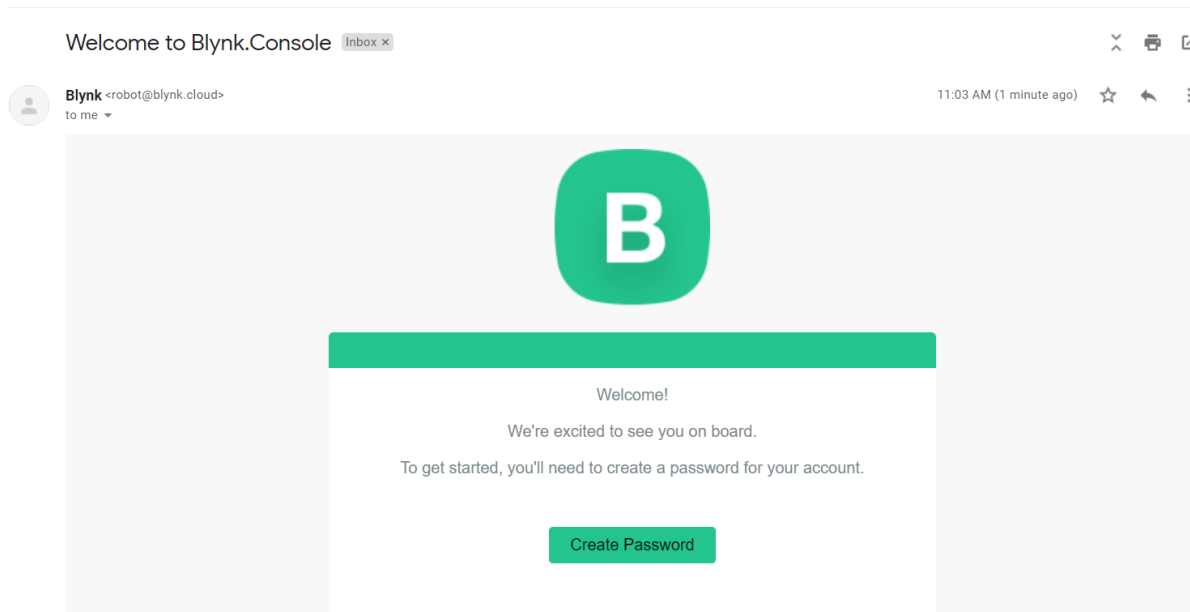 Welcome to Blynk.Console Inbox ×
Blynk <robot@blynk.cloud> 11:03 AM (1 minute ago)
to me
B
Welcome!
We're excited to see you on board.
To get started, you'll need to create a password for your account.
Create Password